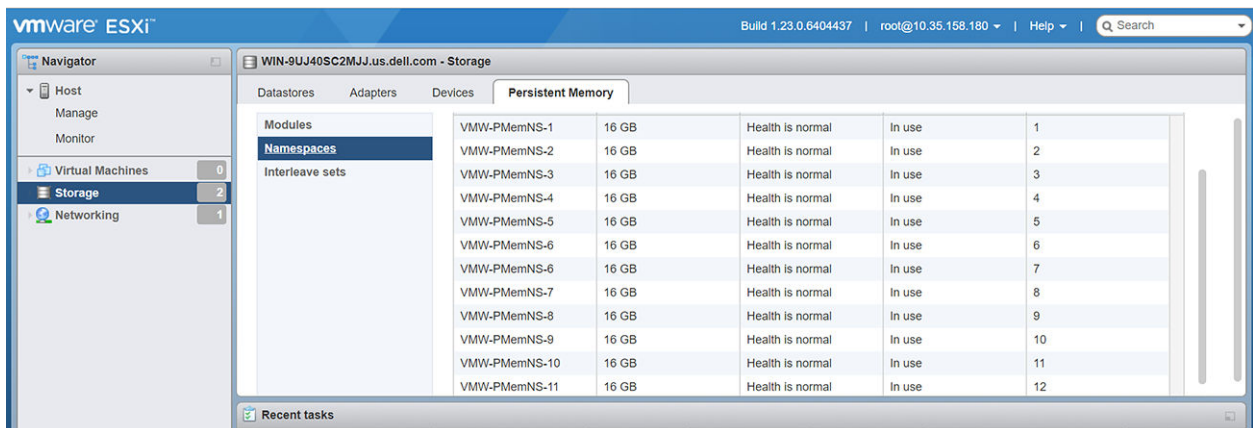 vmware ESXi™ Build 1.23.0.6404437 | root@10.35.158.180 | Help | Search
Navigator
WIN-9UJ40SC2MJJ.us.dell.com - Storage
Host
Manage
Monitor
Virtual Machines 0
Storage 2
Networking 1
Datastores Adapters Devices Persistent Memory
Modules
Namespaces
Interleave sets
VMW-PMemNS-1 16 GB Health is normal In use 1
VMW-PMemNS-2 16 GB Health is normal In use 2
VMW-PMemNS-3 16 GB Health is normal In use 3
VMW-PMemNS-4 16 GB Health is normal In use 4
VMW-PMemNS-5 16 GB Health is normal In use 5
VMW-PMemNS-6 16 GB Health is normal In use 6
VMW-PMemNS-6 16 GB Health is normal In use 7
VMW-PMemNS-7 16 GB Health is normal In use 8
VMW-PMemNS-8 16 GB Health is normal In use 9
VMW-PMemNS-9 16 GB Health is normal In use 10
VMW-PMemNS-10 16 GB Health is normal In use 11
VMW-PMemNS-11 16 GB Health is normal In use 12
Recent tasks